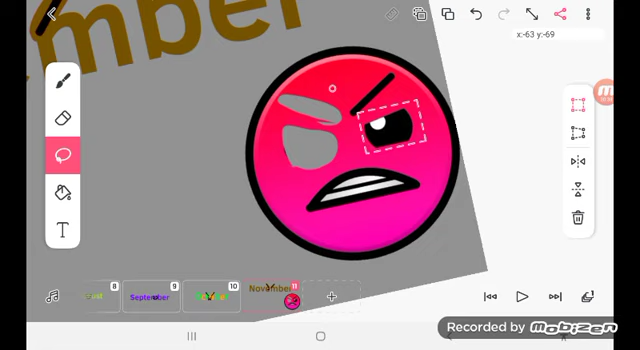 mber
x:-63 y:-69
T
8
9
10
11
September
November
Recorded by Mobizen